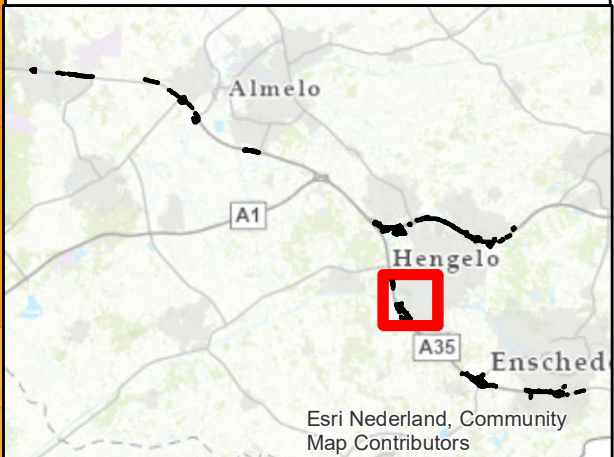 Almelo
A1
Hengelo
A35
Enschede
Esri Nederland, Community
Map Contributors